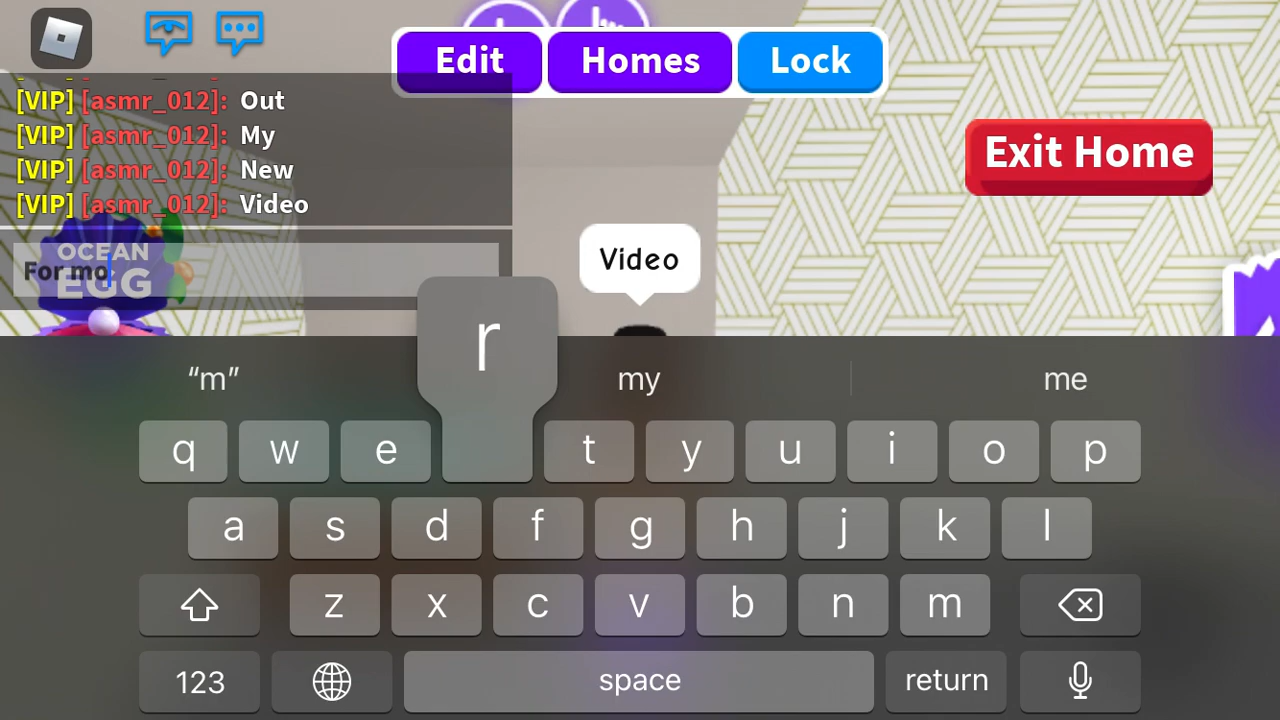 Edit Homes Lock
[VIP] [asmr_012]: Out
[VIP] [asmr_012]: My
[VIP] [asmr_012]: New
[VIP] [asmr_012]: Video
Exit Home
OCEAN
EGG
For mo
Video
r
“m” my me
q w e t y u i o p
a s d f g h j k l
z x c v b n m
123 space return